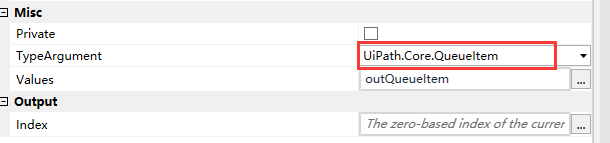 Misc
Private
TypeArgument UiPath.Core.QueueItem
Values outQueueItem ...
Output
Index The zero-based index of the currer ...